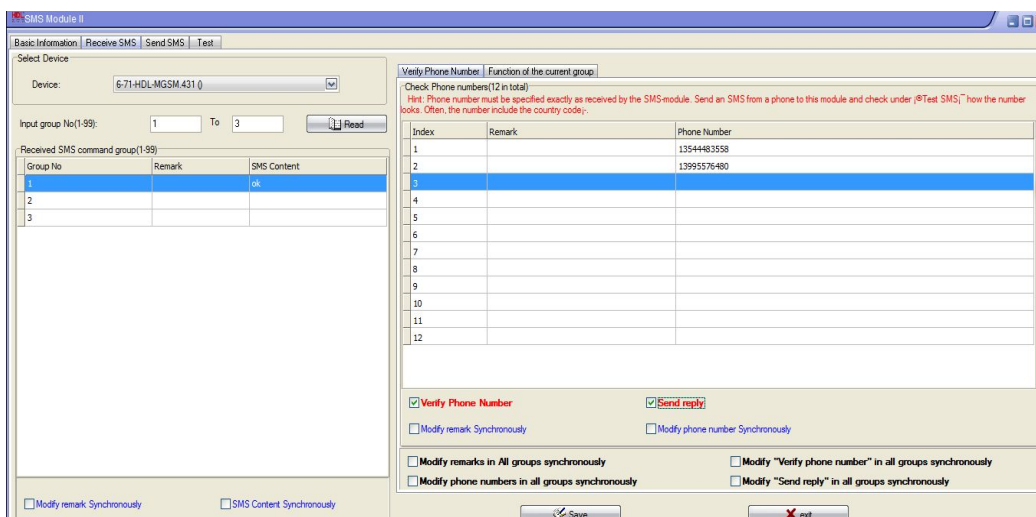 SMS Module II
Basic Information Receive SMS Send SMS Test
Select Device
Device: 6-71-HDL-MGSM.431 ()
Input group No(1-99): 1 To 3 Read
Received SMS command group(1-99)
Group No Remark SMS Content
1 ok
2
3
Modify remark Synchronously SMS Content Synchronously
Verify Phone Number Function of the current group
Check Phone numbers(12 in total)
Hint: Phone number must be specified exactly as received by the SMS-module. Send an SMS from a phone to this module and check under ¡®Test SMS¡¯ how the number
looks. Often, the number include the country code¡­.
Index Remark Phone Number
1 13544483558
2 13995576480
3
4
5
6
7
8
9
10
11
12
Verify Phone Number Send reply
Modify remark Synchronously Modify phone number Synchronously
Modify remarks in All groups synchronously Modify "Verify phone number" in all groups synchronously
Modify phone numbers in all groups synchronously Modify "Send reply" in all groups synchronously
Save exit